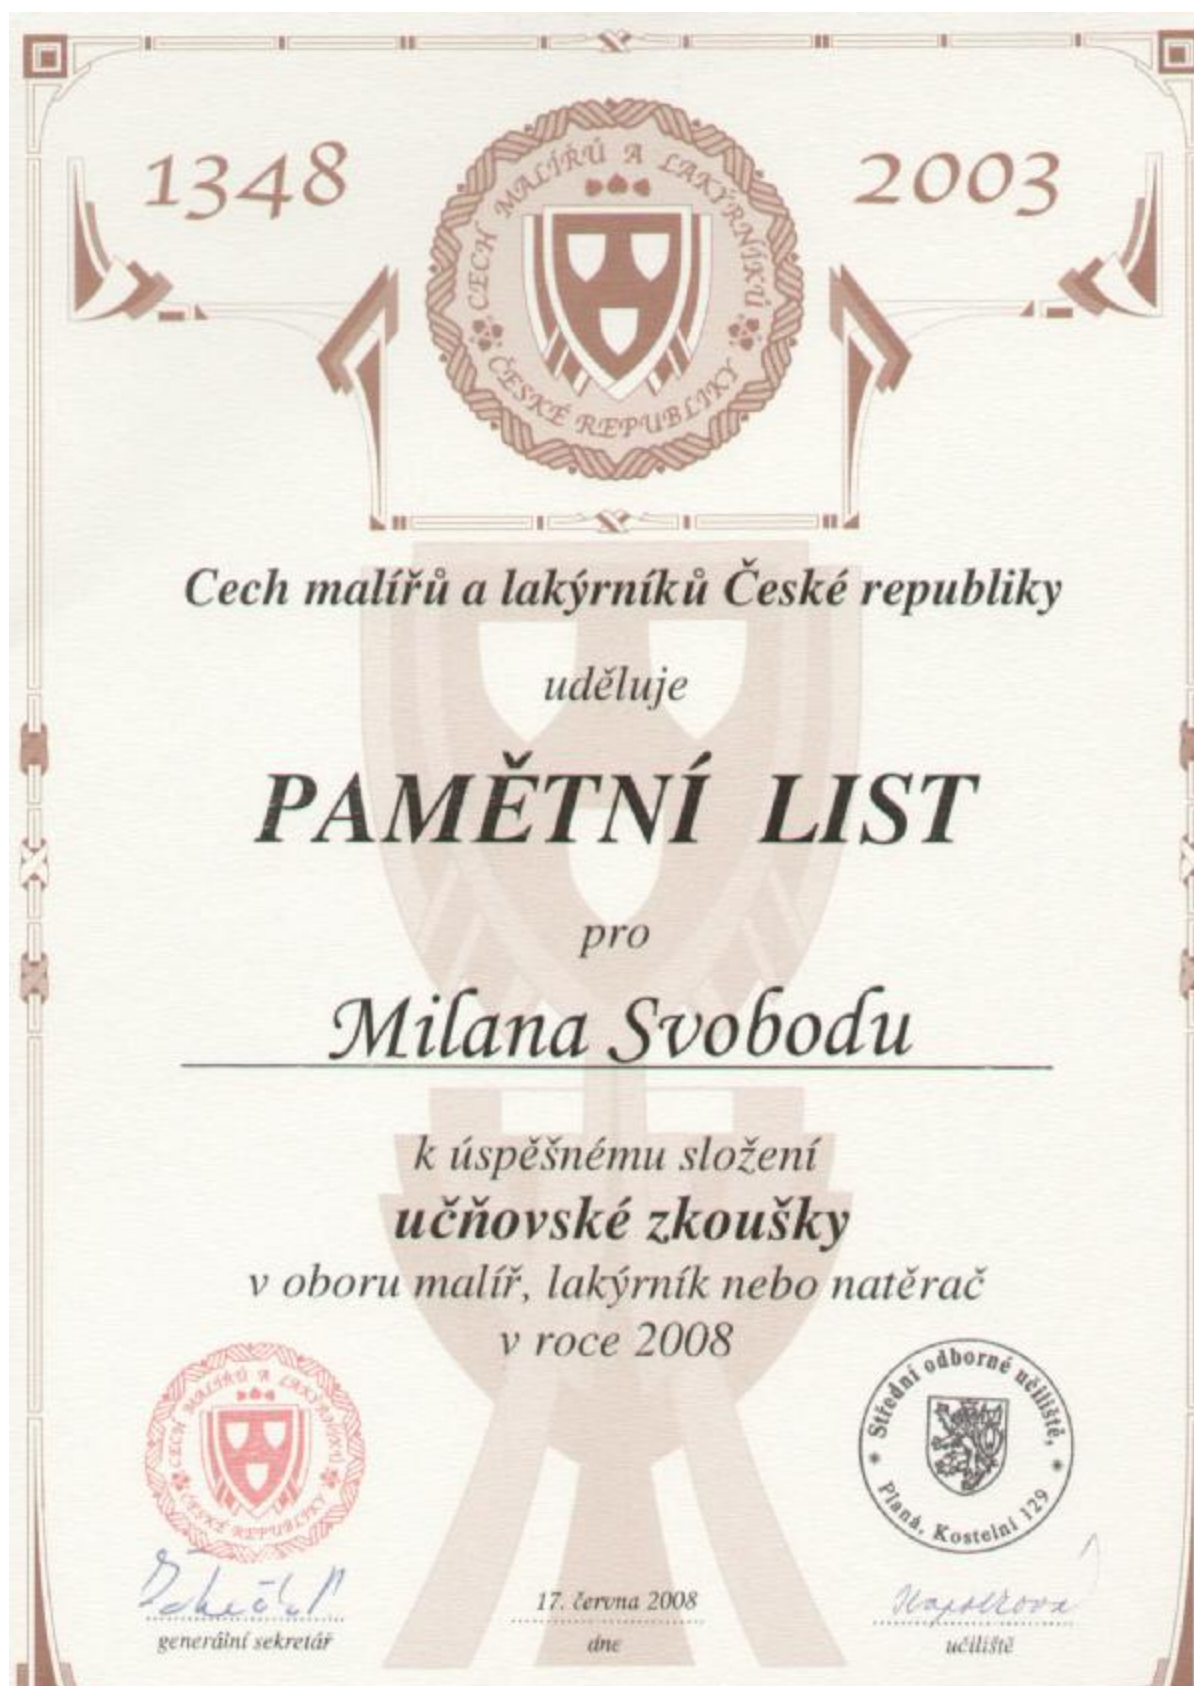 1348
2003
CECH MALÍŘŮ A LAKÝRNÍKŮ
ČESKÉ REPUBLIKY
Cech malířů a lakýrníků České republiky
uděluje
PAMĚTNÍ LIST
pro
Milana Svobodu
k úspěšnému složení
učňovské zkoušky
v oboru malíř, lakýrník nebo natěrač
v roce 2008
CECH MALÍŘŮ A LAKÝRNÍKŮ
ČESKÉ REPUBLIKY
Střední odborné učiliště,
Planá, Kostelní 129
17. června 2008
generální sekretář
dne
učiliště